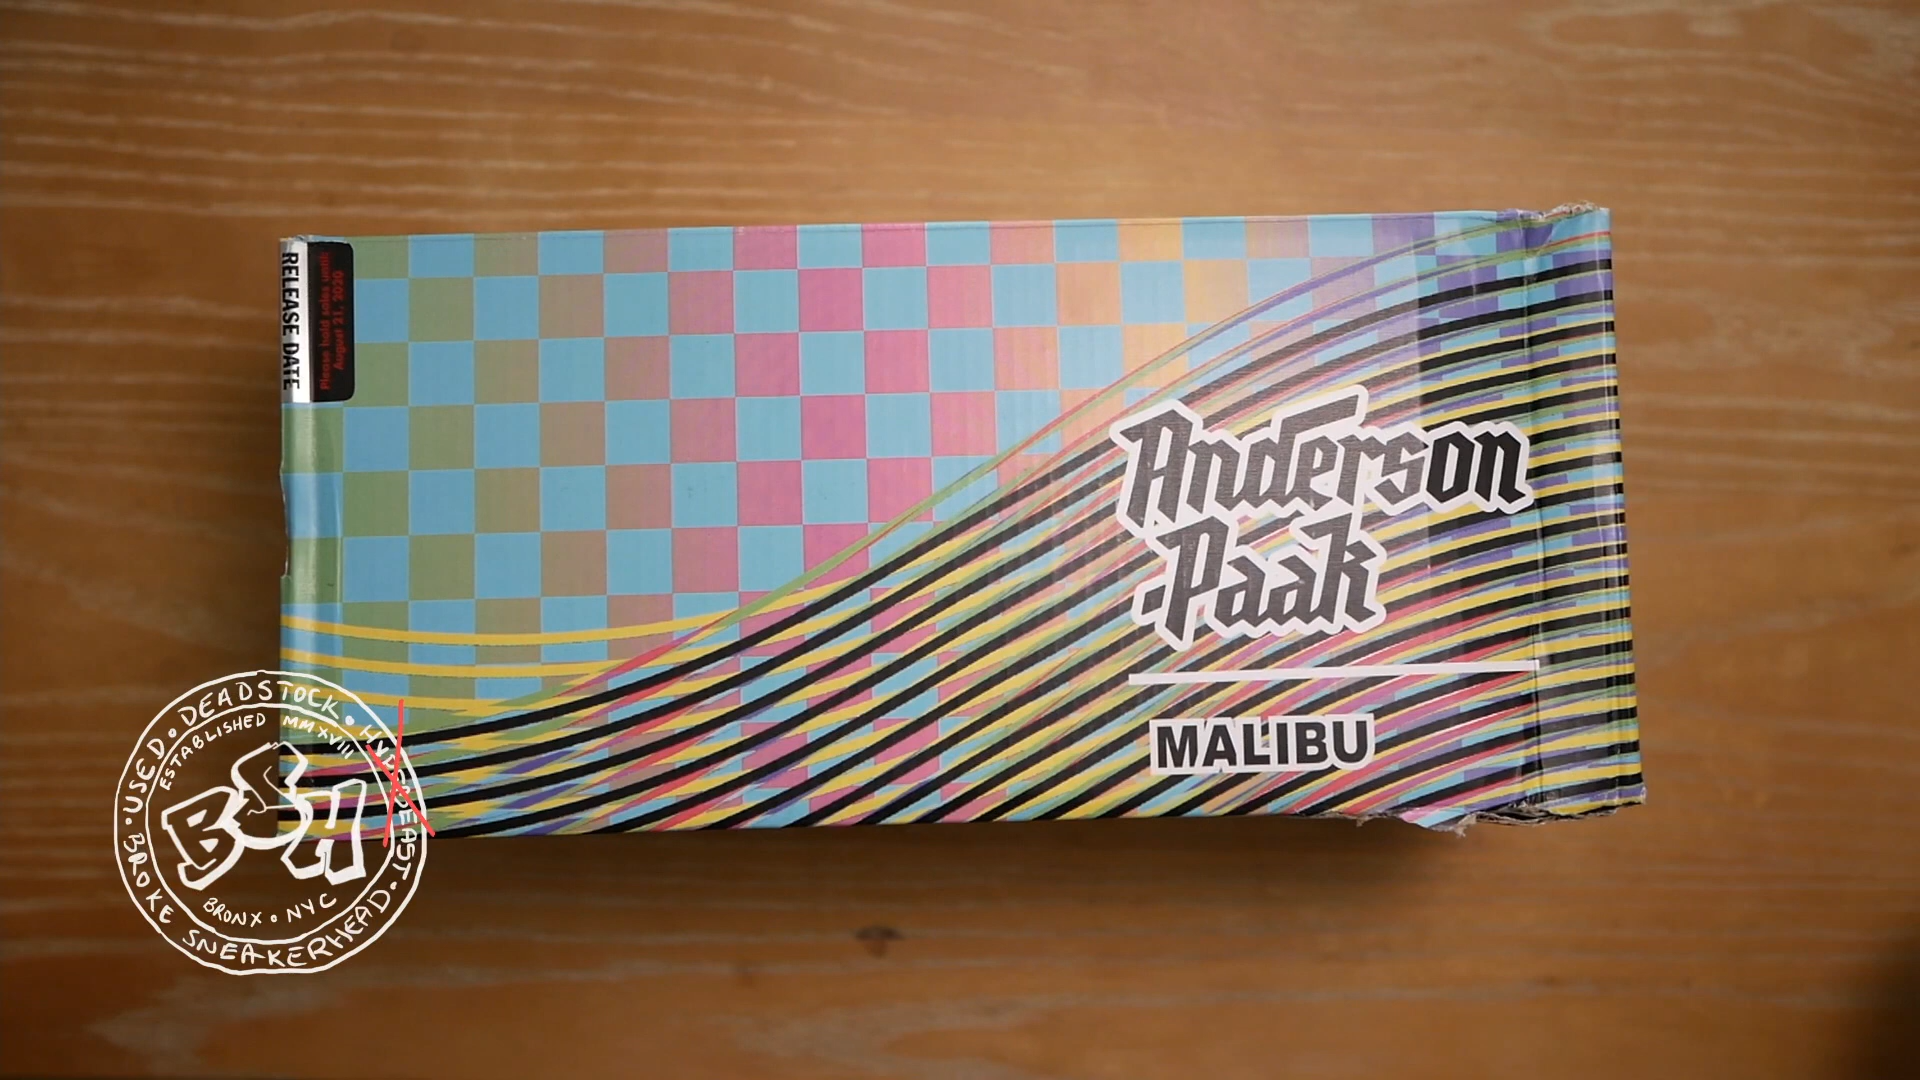 RELEASE DATE
Please hold sales until:
August 21, 2020
Anderson
.Paak
MALIBU
USED • DEADSTOCK •
BROKE SNEAKERHEAD
ESTABLISHED MMXVIII
BSH
BRONX • NYC